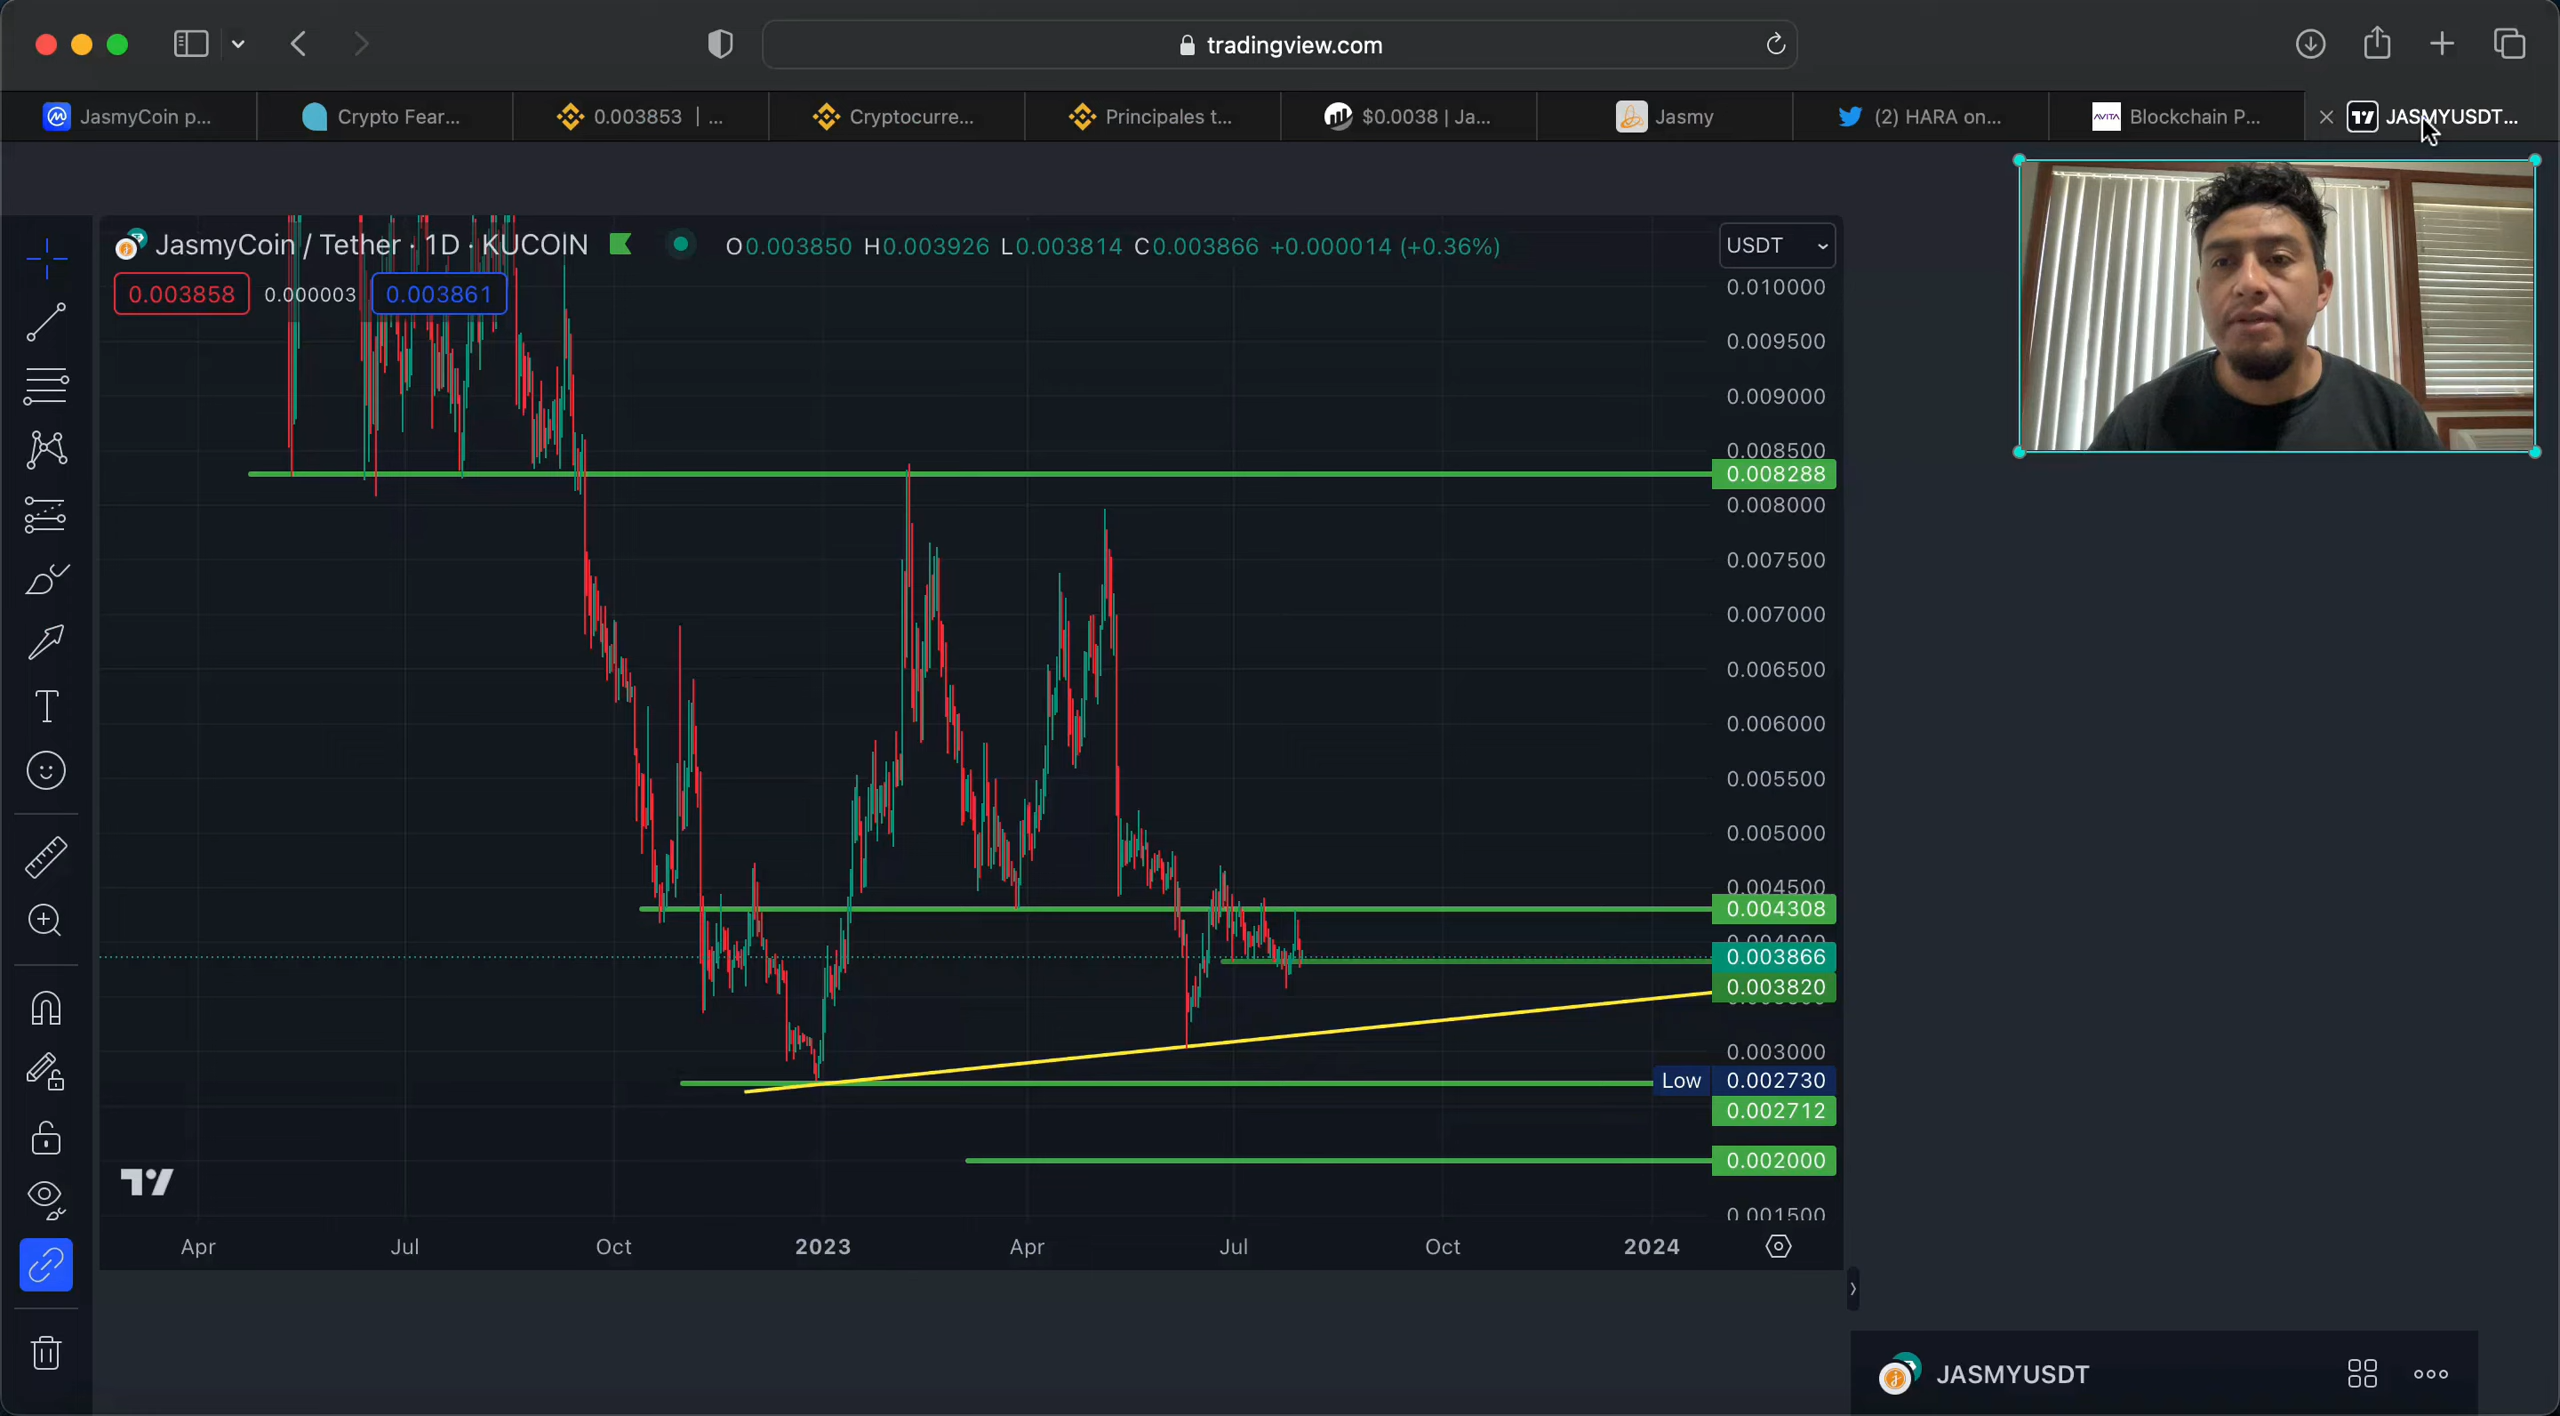 tradingview.com
JasmyCoin p...
Crypto Fear...
0.003853 | ...
Cryptocurre...
Principales t...
$0.0038 | Ja...
Jasmy
(2) HARA on...
AVITA Blockchain P...
JASMYUSDT...
JasmyCoin / Tether · 1D · KUCOIN
O0.003850 H0.003926 L0.003814 C0.003866 +0.000014 (+0.36%)
USDT
0.003858 0.000003 0.003861
0.010000
0.009500
0.009000
0.008500
0.008288
0.008000
0.007500
0.007000
0.006500
0.006000
0.005500
0.005000
0.004500
0.004308
0.004000
0.003866
0.003820
0.003000
Low 0.002730
0.002712
0.002000
0.001500
Apr Jul Oct 2023 Apr Jul Oct 2024
JASMYUSDT